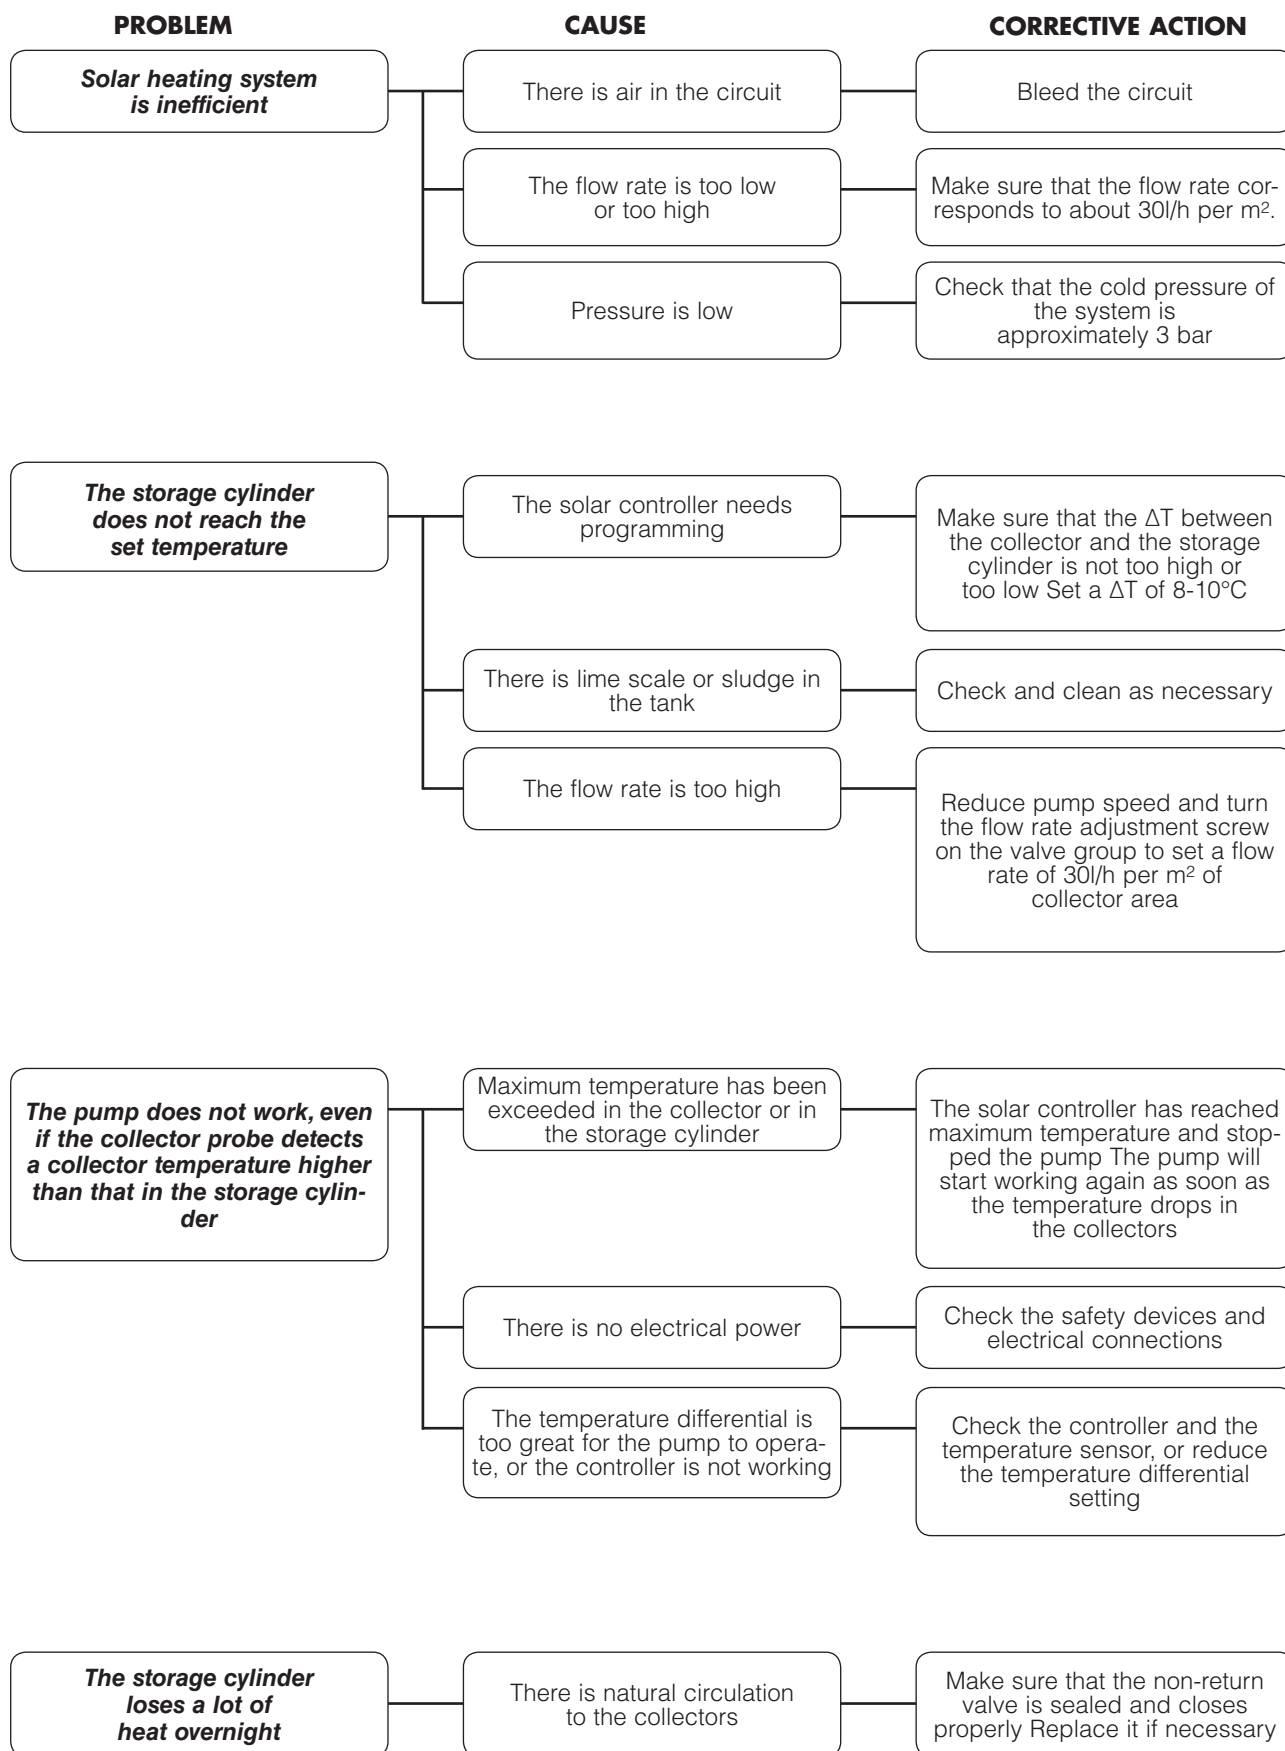 PROBLEM CAUSE CORRECTIVE ACTION
Solar heating system
is inefficient
There is air in the circuit
Bleed the circuit
The flow rate is too low
or too high
Make sure that the flow rate cor-
responds to about 30l/h per m².
Pressure is low
Check that the cold pressure of
the system is
approximately 3 bar
The storage cylinder
does not reach the
set temperature
The solar controller needs
programming
Make sure that the ΔT between
the collector and the storage
cylinder is not too high or
too low Set a ΔT of 8-10°C
There is lime scale or sludge in
the tank
Check and clean as necessary
The flow rate is too high
Reduce pump speed and turn
the flow rate adjustment screw
on the valve group to set a flow
rate of 30l/h per m² of
collector area
The pump does not work, even
if the collector probe detects
a collector temperature higher
than that in the storage cylin-
der
Maximum temperature has been
exceeded in the collector or in
the storage cylinder
The solar controller has reached
maximum temperature and stop-
ped the pump The pump will
start working again as soon as
the temperature drops in
the collectors
There is no electrical power
Check the safety devices and
electrical connections
The temperature differential is
too great for the pump to opera-
te, or the controller is not working
Check the controller and the
temperature sensor, or reduce
the temperature differential
setting
The storage cylinder
loses a lot of
heat overnight
There is natural circulation
to the collectors
Make sure that the non-return
valve is sealed and closes
properly Replace it if necessary